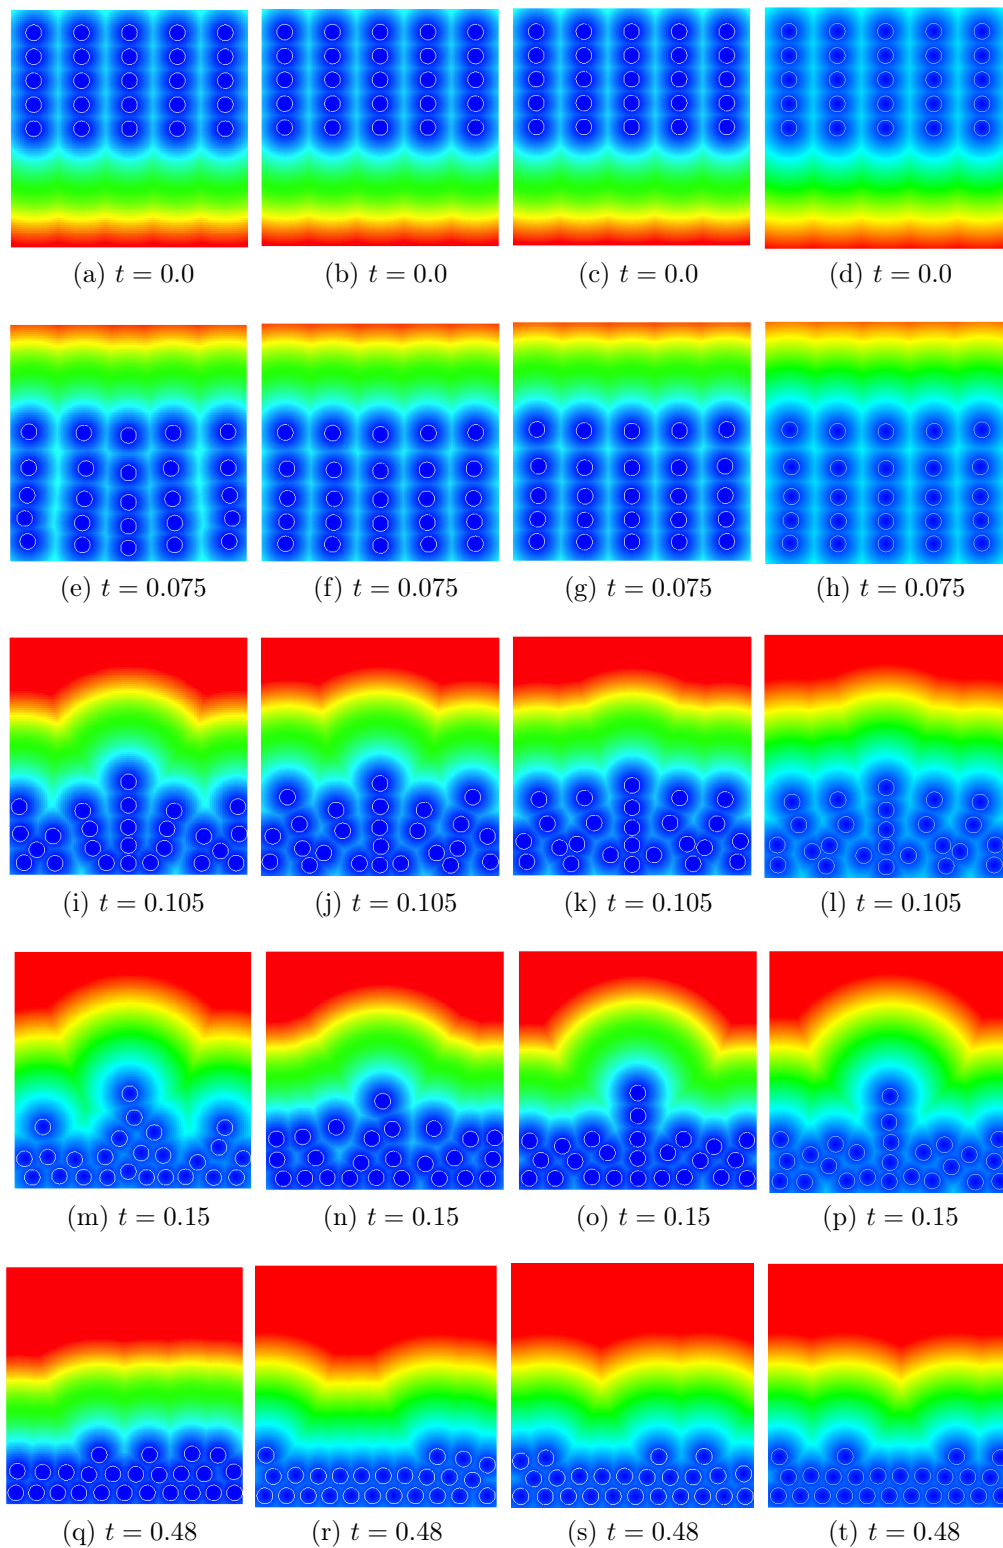 (a) t = 0.0 (b) t = 0.0 (c) t = 0.0 (d) t = 0.0
(e) t = 0.075 (f) t = 0.075 (g) t = 0.075 (h) t = 0.075
(i) t = 0.105 (j) t = 0.105 (k) t = 0.105 (l) t = 0.105
(m) t = 0.15 (n) t = 0.15 (o) t = 0.15 (p) t = 0.15
(q) t = 0.48 (r) t = 0.48 (s) t = 0.48 (t) t = 0.48